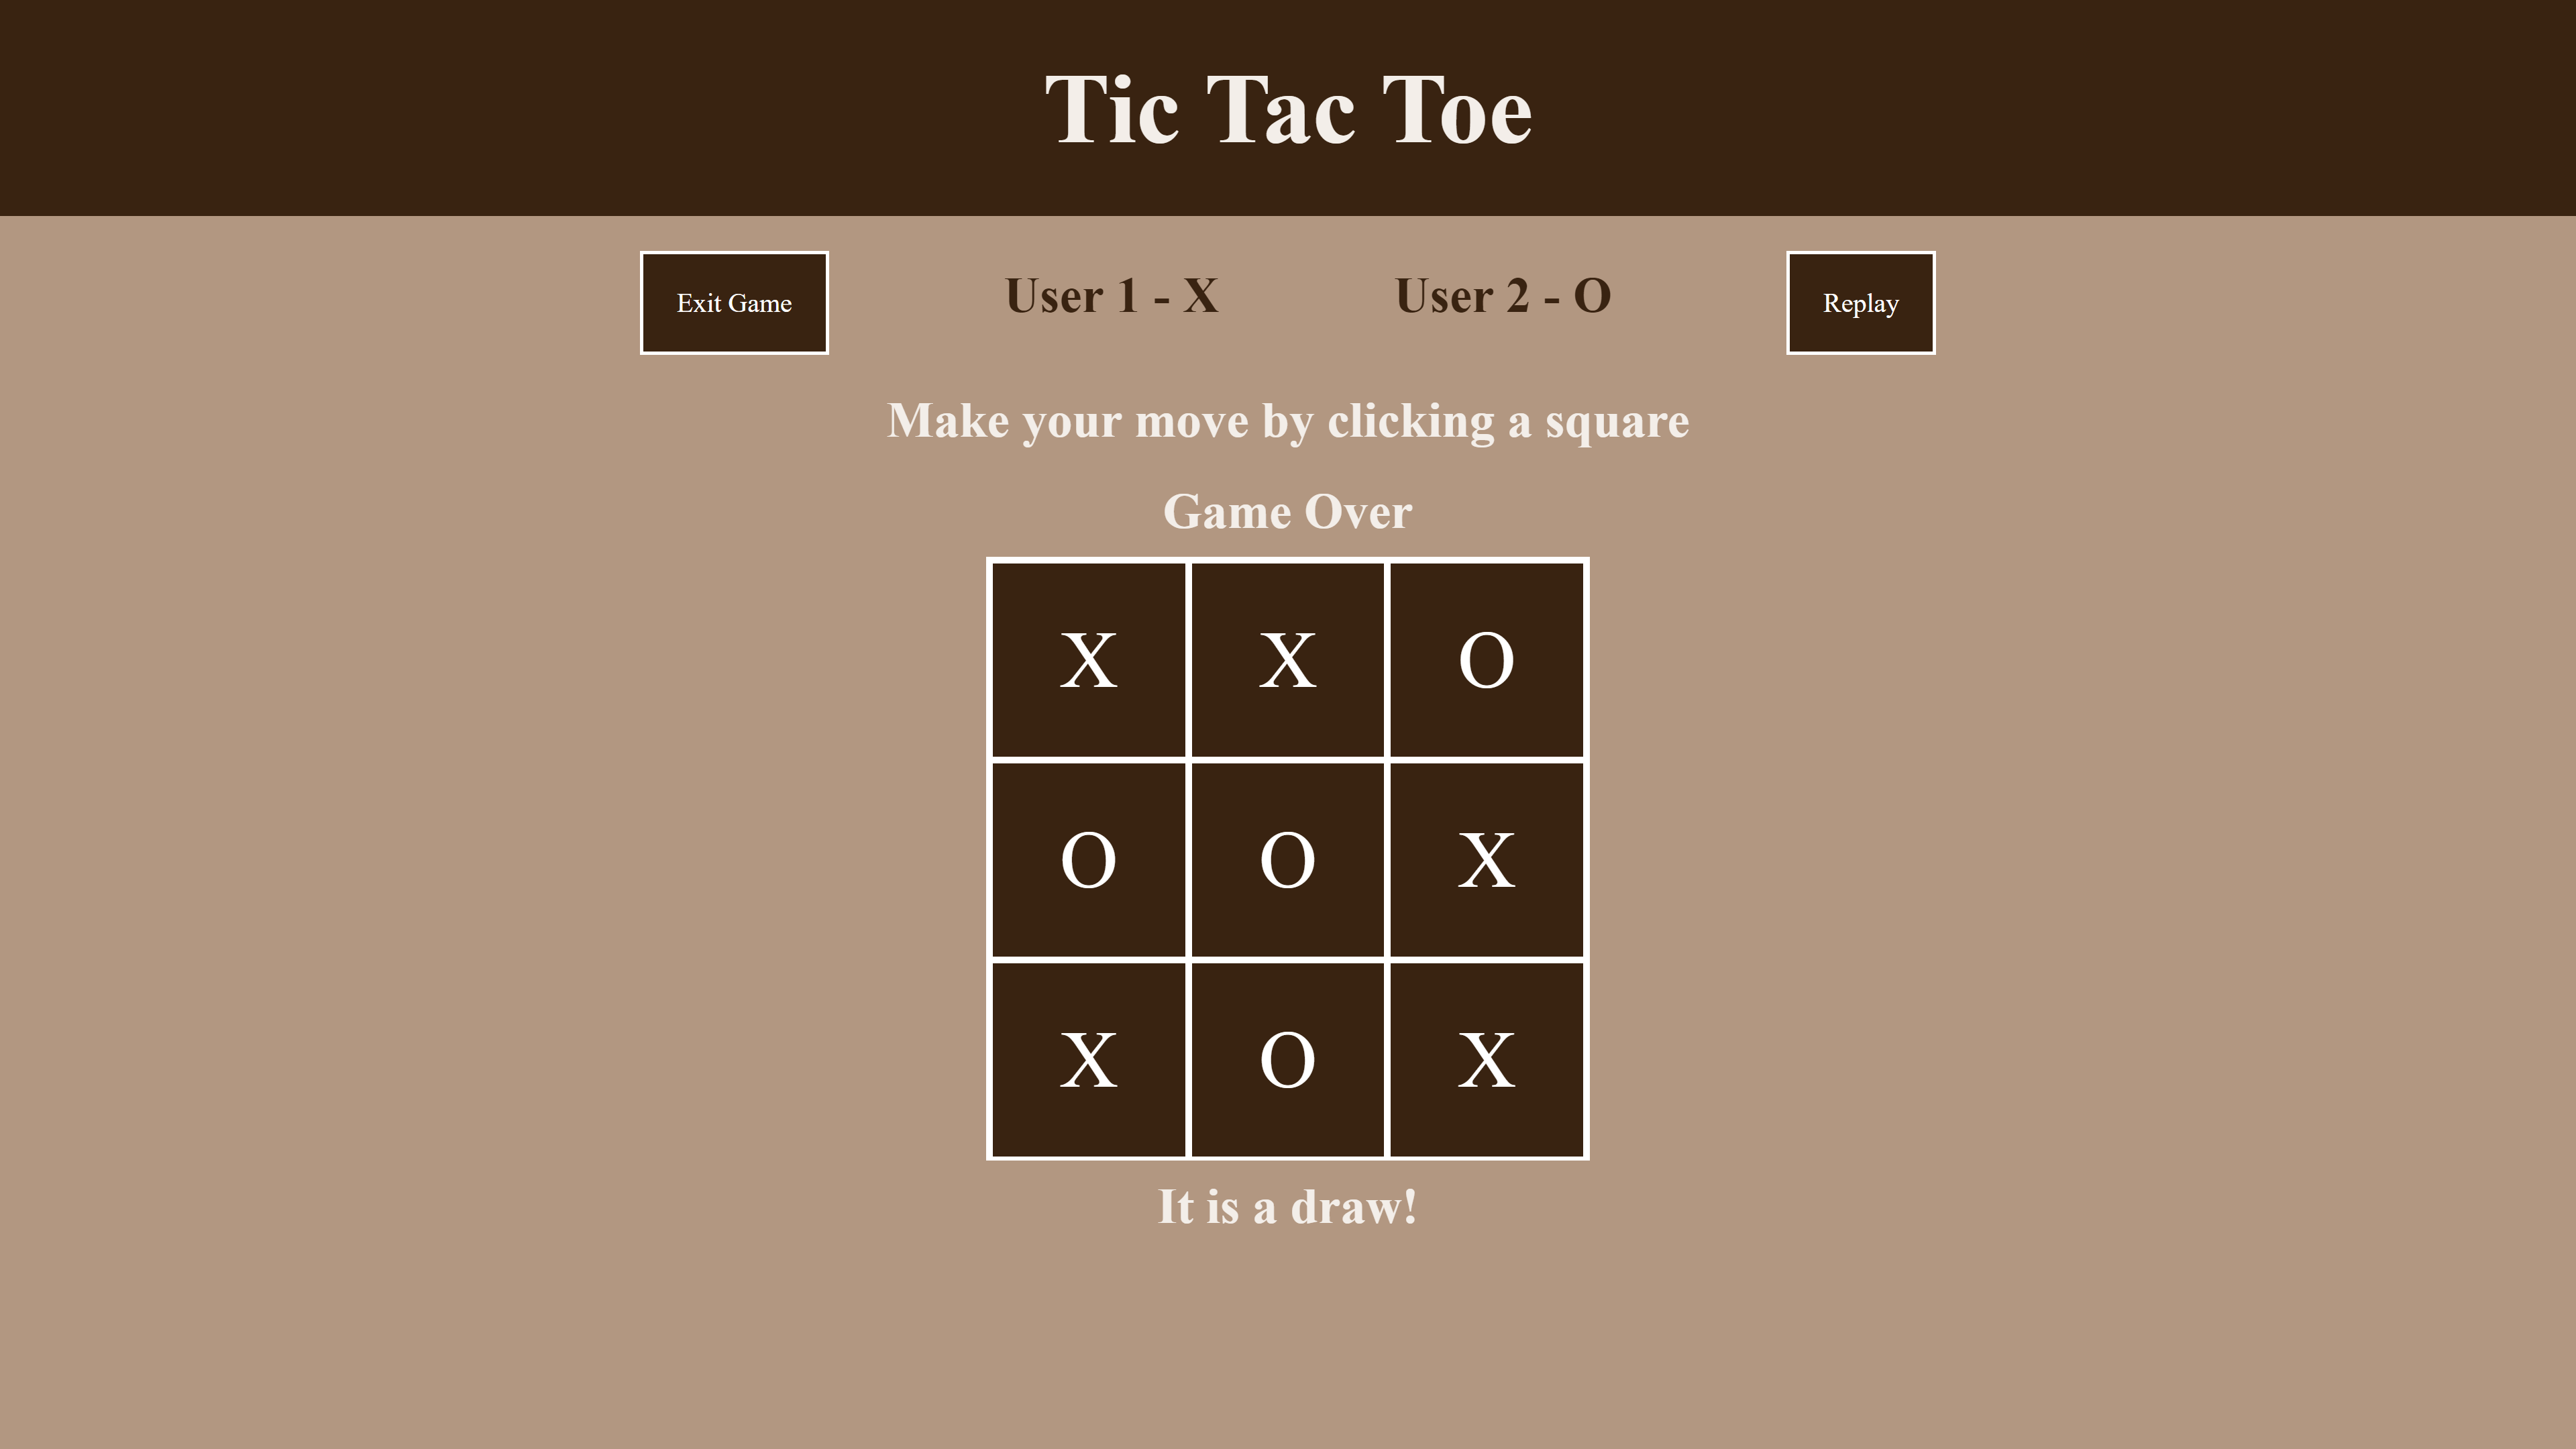 Tic Tac Toe
Exit Game
User 1 - X
User 2 - O
Replay
Make your move by clicking a square
Game Over
X X O
O O X
X O X
It is a draw!